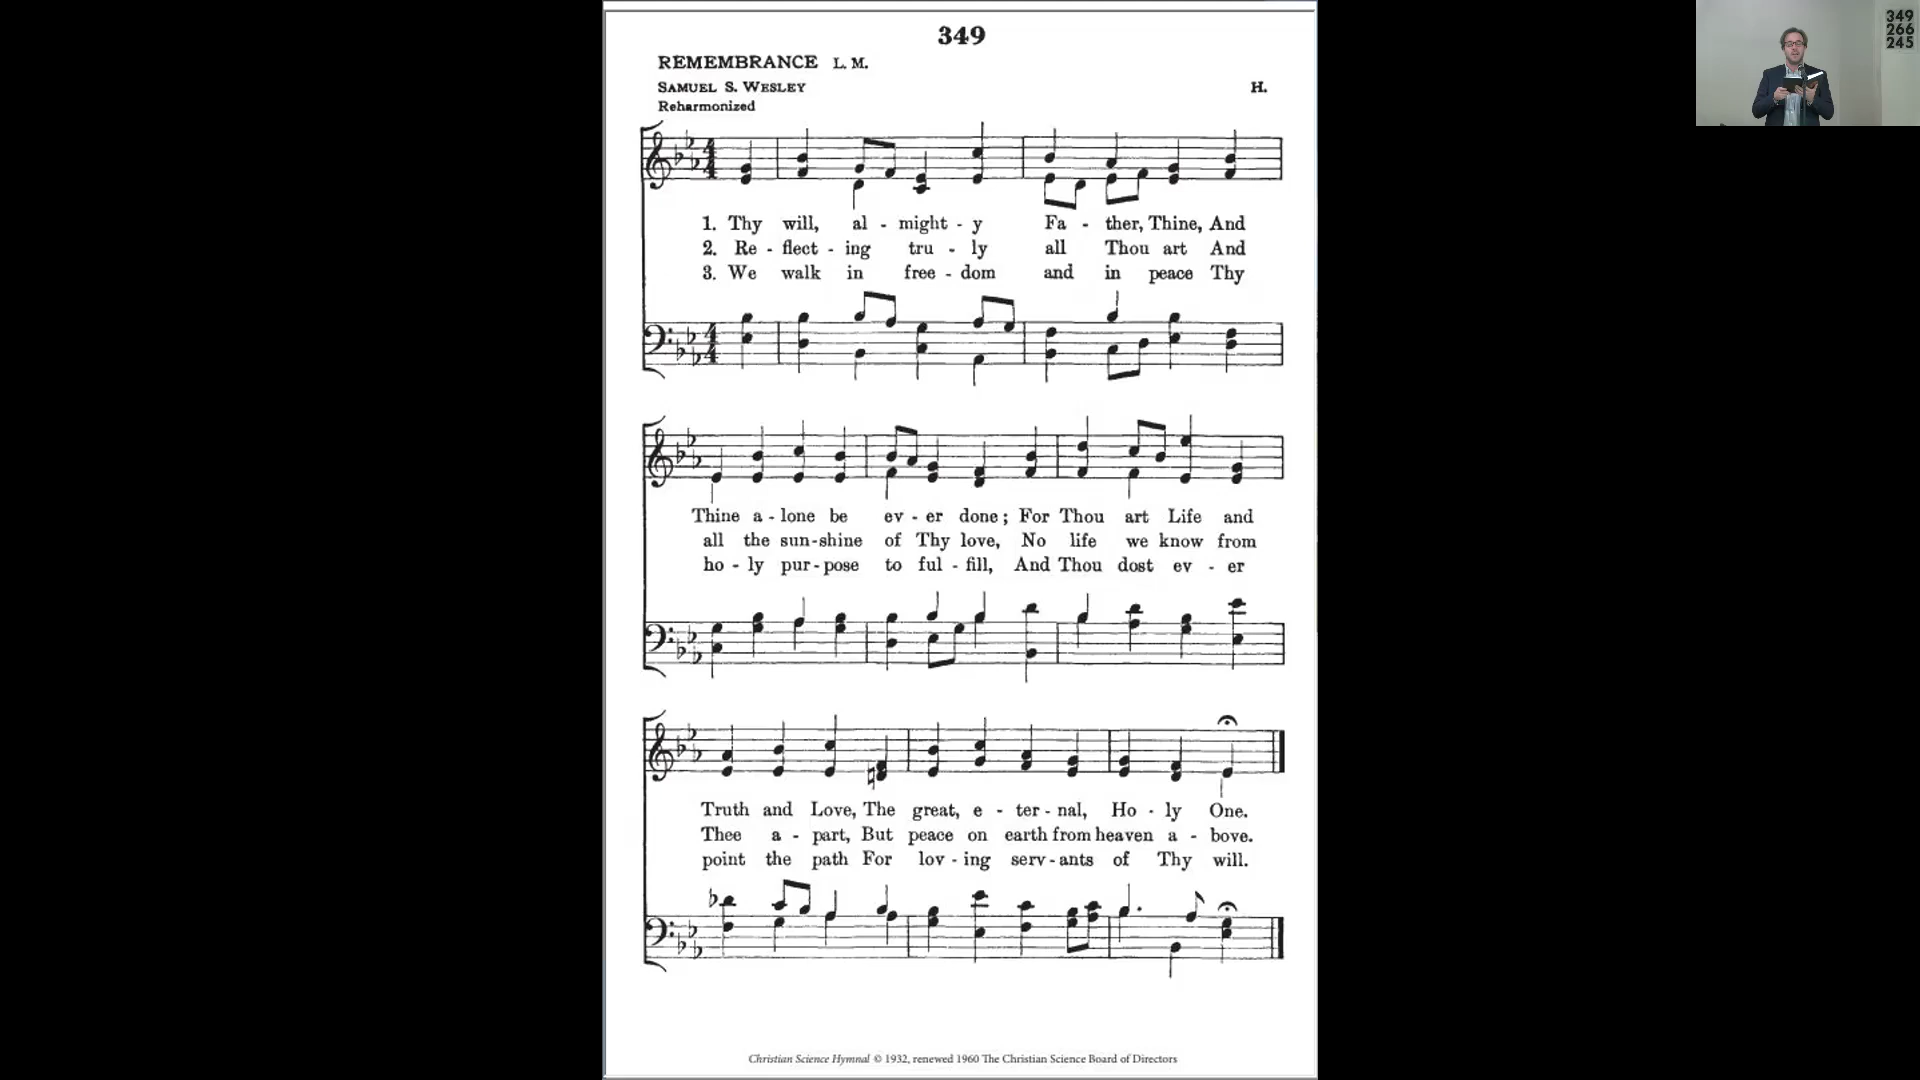 349
REMEMBRANCE L. M.
SAMUEL S. WESLEY H.
Reharmonized
1. Thy will, al - might - y Fa - ther, Thine, And
2. Re - flect - ing tru - ly all Thou art And
3. We walk in free - dom and in peace Thy
Thine a - lone be ev - er done; For Thou art Life and
all the sun - shine of Thy love, No life we know from
ho - ly pur - pose to ful - fill, And Thou dost ev - er
Truth and Love, The great, e - ter - nal, Ho - ly One.
Thee a - part, But peace on earth from heaven a - bove.
point the path For lov - ing serv - ants of Thy will.
Christian Science Hymnal © 1932, renewed 1960 The Christian Science Board of Directors
349
266
245